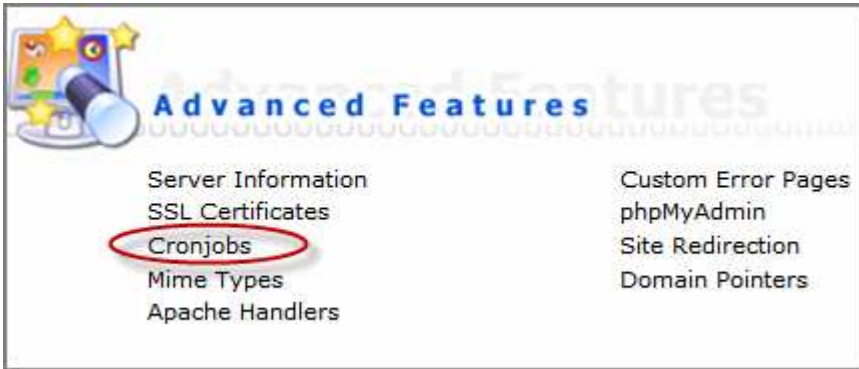 Advanced Features
Server Information
SSL Certificates
Cronjobs
Mime Types
Apache Handlers
Custom Error Pages
phpMyAdmin
Site Redirection
Domain Pointers